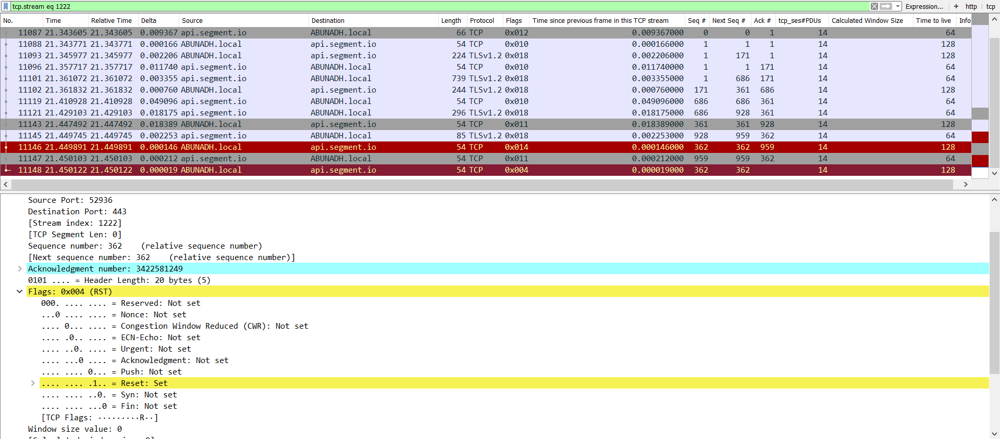 tcp.stream eq 1222 Expression... + http tcp
No. Time Relative Time Delta Source Destination Length Protocol Flags Time since previous frame in this TCP stream Seq # Next Seq # Ack # tcp_ses#PDUs Calculated Window Size Time to live Info
11087 21.343605 21.343605 0.009367 api.segment.io ABUNADH.local 66 TCP 0x012 0.009367000 0 0 1 14 64
11088 21.343771 21.343771 0.000166 ABUNADH.local api.segment.io 54 TCP 0x010 0.000166000 1 1 1 14 128
11093 21.345977 21.345977 0.002206 ABUNADH.local api.segment.io 224 TLSv1.2 0x018 0.002206000 1 171 1 14 128
11096 21.357717 21.357717 0.011740 api.segment.io ABUNADH.local 54 TCP 0x010 0.011740000 1 1 171 14 64
11101 21.361072 21.361072 0.003355 api.segment.io ABUNADH.local 739 TLSv1.2 0x018 0.003355000 1 686 171 14 64
11102 21.361832 21.361832 0.000760 ABUNADH.local api.segment.io 244 TLSv1.2 0x018 0.000760000 171 361 686 14 128
11119 21.410928 21.410928 0.049096 api.segment.io ABUNADH.local 54 TCP 0x010 0.049096000 686 686 361 14 64
11121 21.429103 21.429103 0.018175 api.segment.io ABUNADH.local 296 TLSv1.2 0x018 0.018175000 686 928 361 14 64
11143 21.447492 21.447492 0.018389 ABUNADH.local api.segment.io 54 TCP 0x011 0.018389000 361 361 928 14 128
11145 21.449745 21.449745 0.002253 api.segment.io ABUNADH.local 85 TLSv1.2 0x018 0.002253000 928 959 362 14 64
11146 21.449891 21.449891 0.000146 ABUNADH.local api.segment.io 54 TCP 0x014 0.000146000 362 362 959 14 128
11147 21.450103 21.450103 0.000212 api.segment.io ABUNADH.local 54 TCP 0x011 0.000212000 959 959 362 14 64
11148 21.450122 21.450122 0.000019 ABUNADH.local api.segment.io 54 TCP 0x004 0.000019000 362 362 14 128
Source Port: 52936
Destination Port: 443
[Stream index: 1222]
[TCP Segment Len: 0]
Sequence number: 362 (relative sequence number)
[Next sequence number: 362 (relative sequence number)]
Acknowledgment number: 3422581249
0101 .... = Header Length: 20 bytes (5)
Flags: 0x004 (RST)
000. .... .... = Reserved: Not set
...0 .... .... = Nonce: Not set
.... 0... .... = Congestion Window Reduced (CWR): Not set
.... .0.. .... = ECN-Echo: Not set
.... ..0. .... = Urgent: Not set
.... ...0 .... = Acknowledgment: Not set
.... .... 0... = Push: Not set
.... .... .1.. = Reset: Set
.... .... ..0. = Syn: Not set
.... .... ...0 = Fin: Not set
[TCP Flags: ·········R··]
Window size value: 0